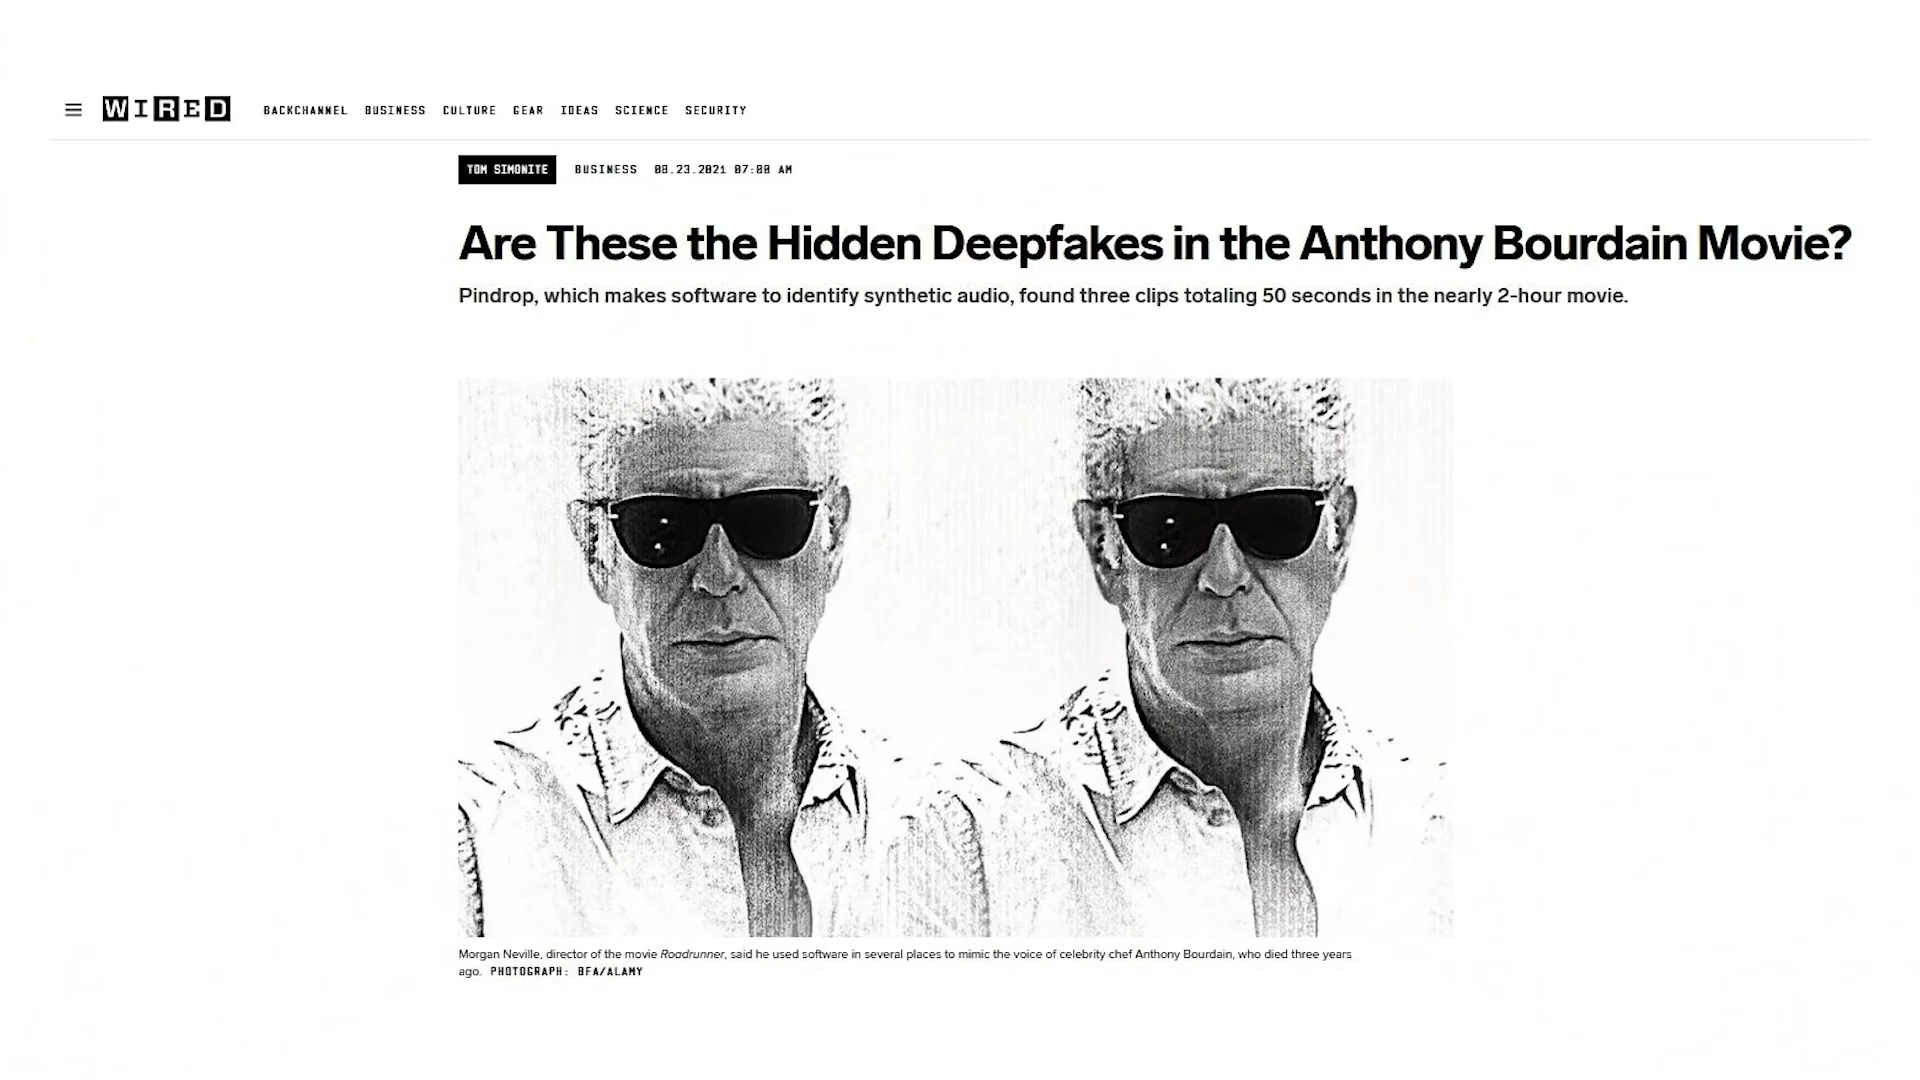 WIRED BACKCHANNEL BUSINESS CULTURE GEAR IDEAS SCIENCE SECURITY
TOM SIMONITE BUSINESS 08.23.2021 07:00 AM
Are These the Hidden Deepfakes in the Anthony Bourdain Movie?
Pindrop, which makes software to identify synthetic audio, found three clips totaling 50 seconds in the nearly 2-hour movie.
Morgan Neville, director of the movie Roadrunner, said he used software in several places to mimic the voice of celebrity chef Anthony Bourdain, who died three years
ago. PHOTOGRAPH: BFA/ALAMY